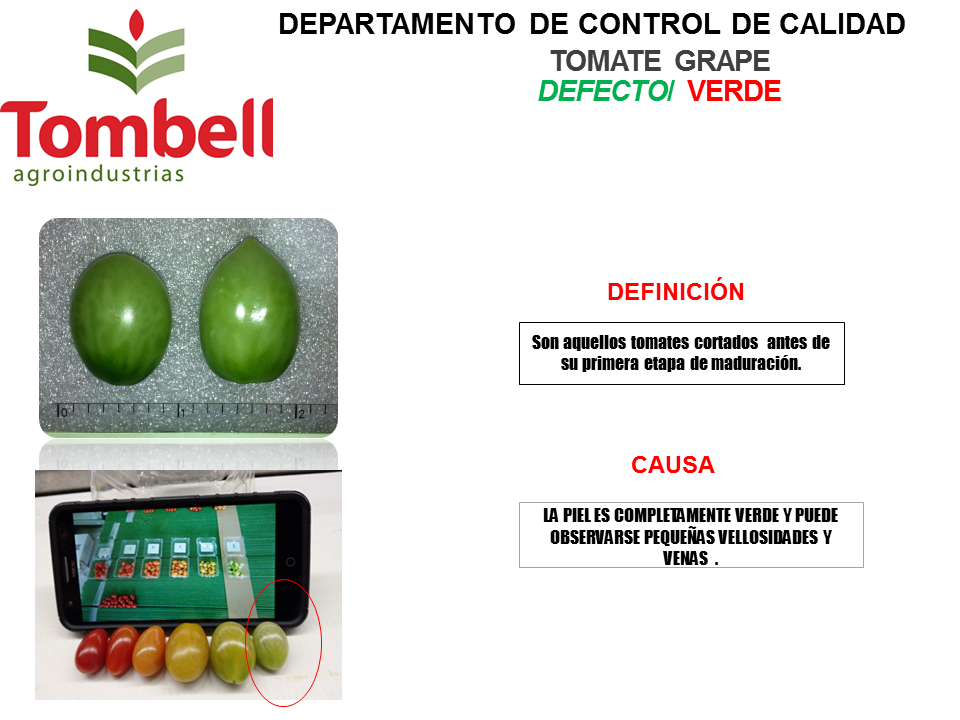 DEPARTAMENTO DE CONTROL DE CALIDAD
TOMATE GRAPE
DEFECTO/ VERDE
Tombell
agroindustrias
DEFINICIÓN
Son aquellos tomates cortados antes de
su primera etapa de maduración.
0 1 2
CAUSA
LA PIEL ES COMPLETAMENTE VERDE Y PUEDE
OBSERVARSE PEQUEÑAS VELLOSIDADES Y
VENAS .